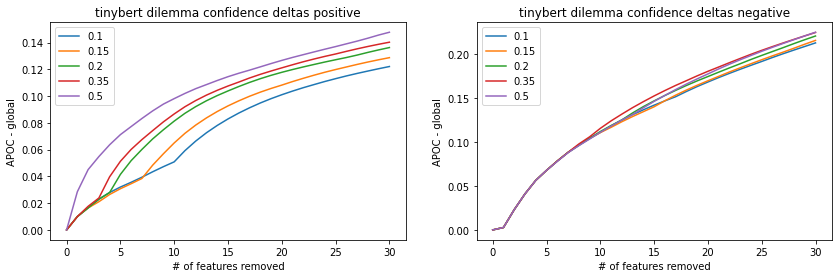 tinybert dilemma confidence deltas positive
APOC - global
0.14
0.12
0.10
0.08
0.06
0.04
0.02
0.00
0.1
0.15
0.2
0.35
0.5
0 5 10 15 20 25 30
# of features removed
tinybert dilemma confidence deltas negative
APOC - global
0.20
0.15
0.10
0.05
0.00
0.1
0.15
0.2
0.35
0.5
0 5 10 15 20 25 30
# of features removed